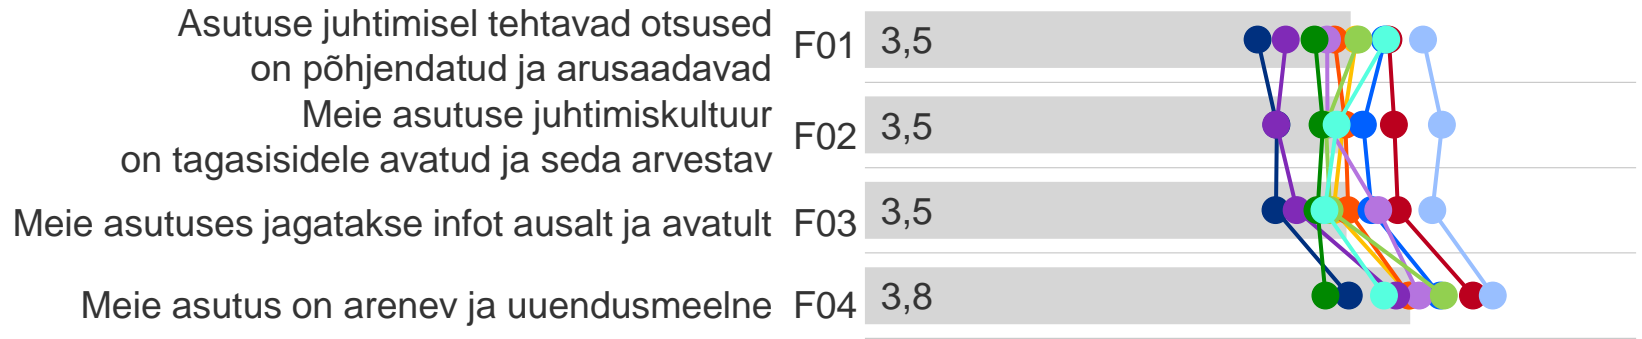 Asutuse juhtimisel tehtavad otsused
on põhjendatud ja arusaadavad
F01 3,5
Meie asutuse juhtimiskultuur
on tagasisidele avatud ja seda arvestav
F02 3,5
Meie asutuses jagatakse infot ausalt ja avatult F03 3,5
Meie asutus on arenev ja uuendusmeelne F04 3,8